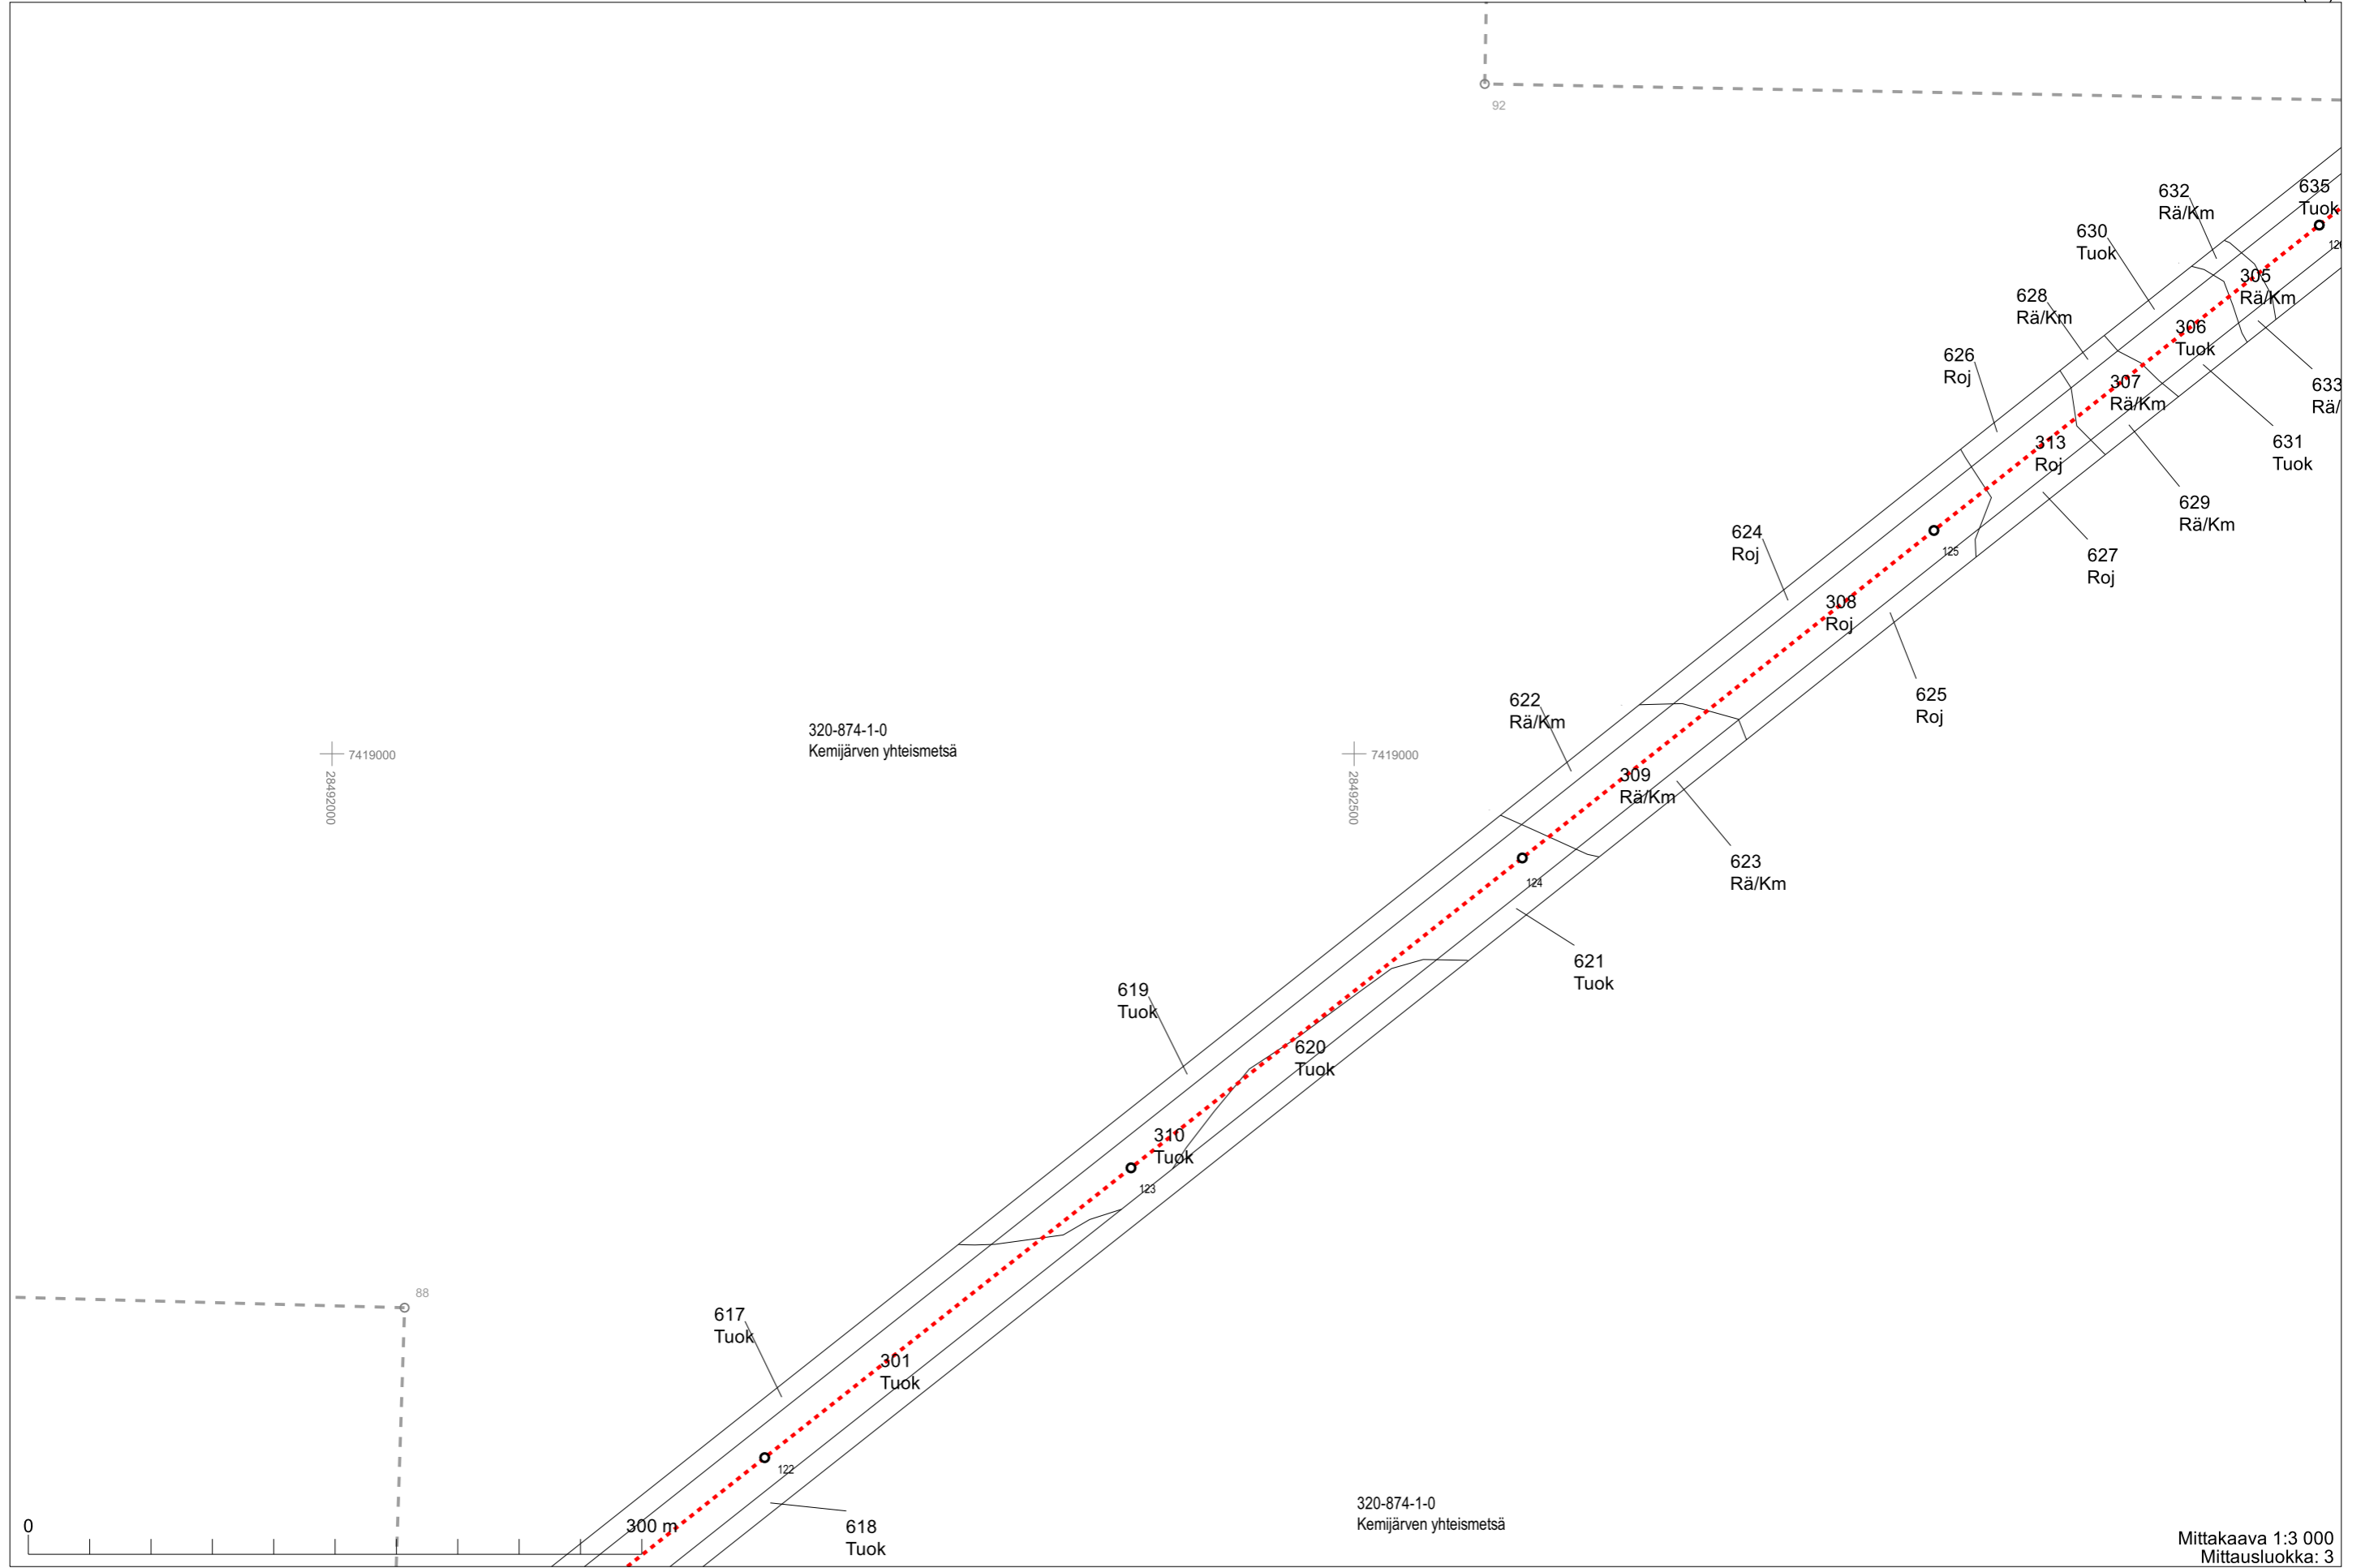 92
632
Rä/Km
635
Tuok
630
Tuok
628
Rä/Km
305
Rä/Km
306
Tuok
626
Roj
307
Rä/Km
633
Rä/
313
Roj
631
Tuok
629
Rä/Km
624
Roj
125
627
Roj
308
Roj
622
Rä/Km
625
Roj
320-874-1-0
Kemijärven yhteismetsä
7419000
28492000
7419000
28492500
309
Rä/Km
623
Rä/Km
124
621
Tuok
619
Tuok
620
Tuok
310
Tuok
123
88
617
Tuok
301
Tuok
122
320-874-1-0
Kemijärven yhteismetsä
618
Tuok
0
300 m
Mittakaava 1:3 000
Mittausluokka: 3